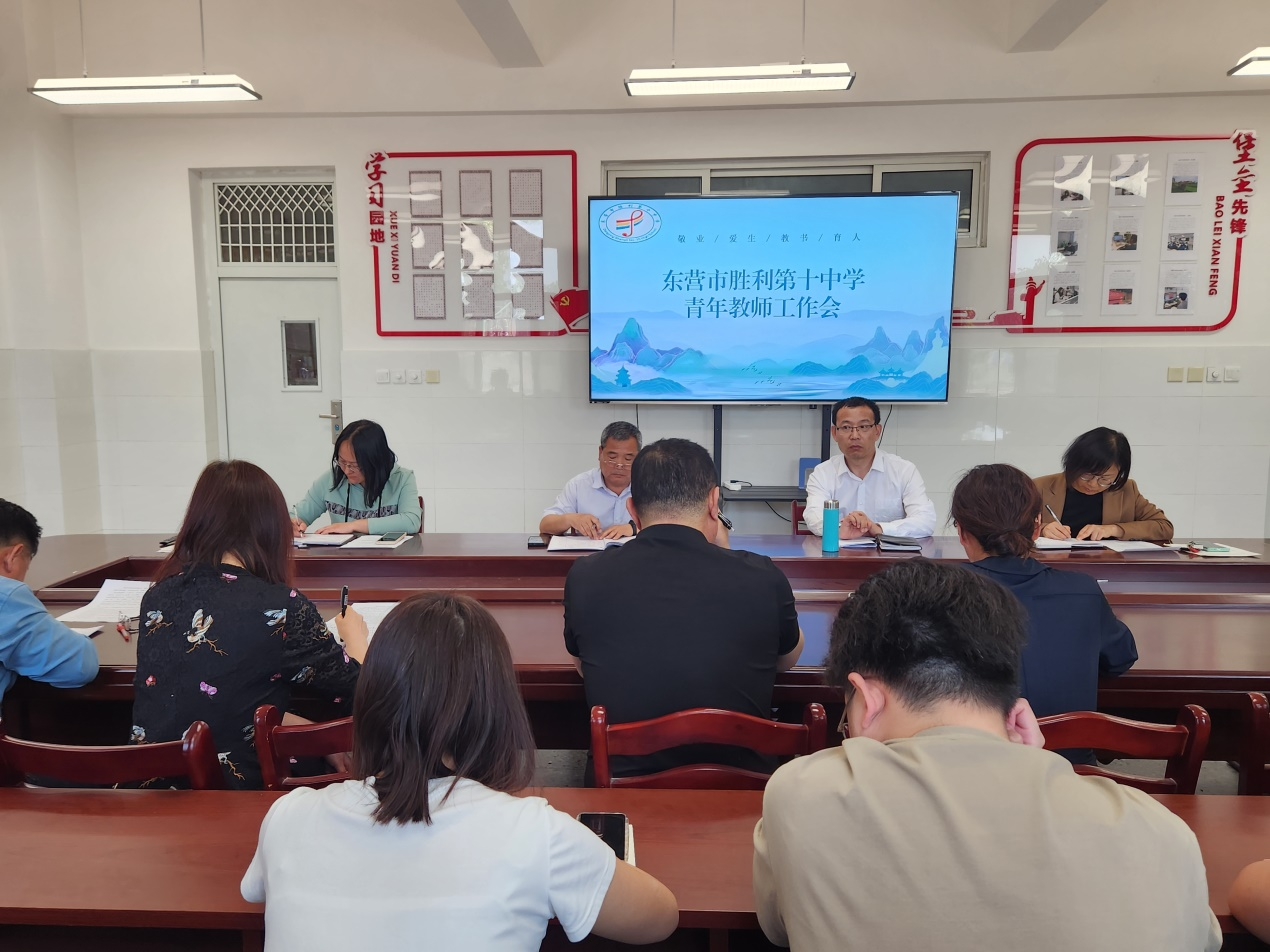 学习园地
XUE XI YUAN DI
敬业/爱生/教书/育人
东营市胜利第十中学
青年教师工作会
堡垒先锋
BAO LEI XIAN FENG